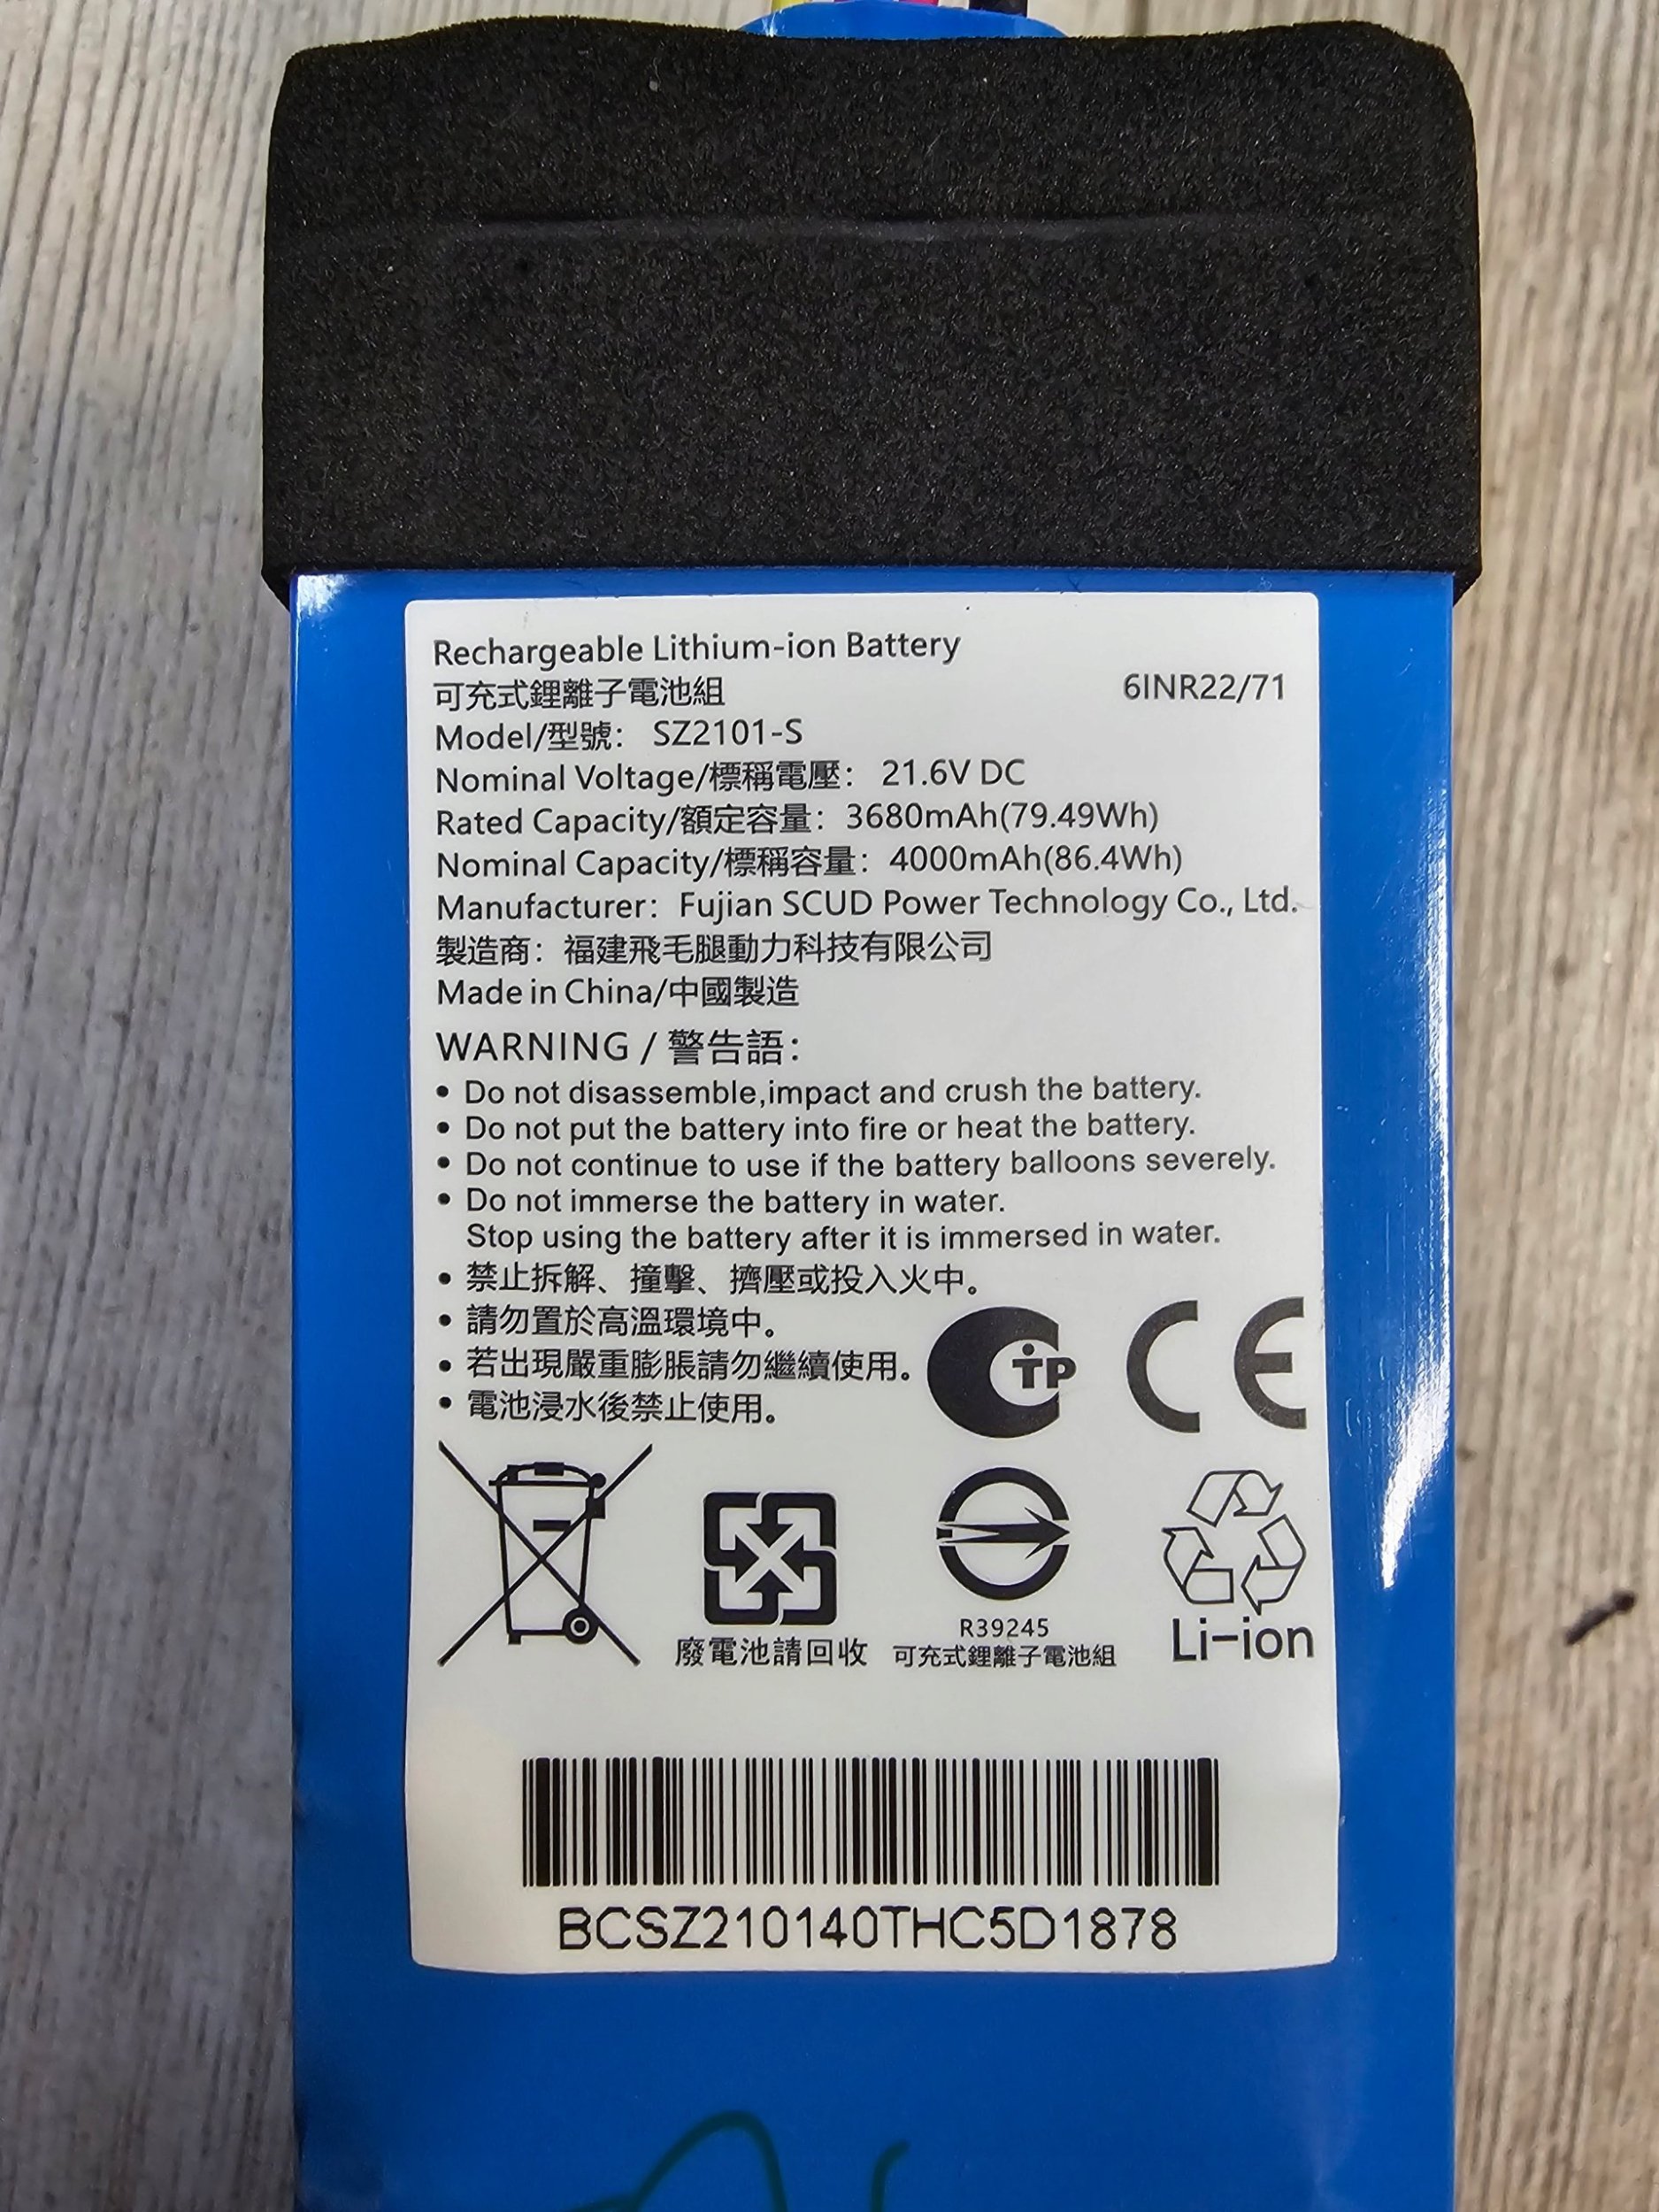 Rechargeable Lithium-ion Battery
可充式鋰離子電池組
6INR22/71
Model/型號： SZ2101-S
Nominal Voltage/標稱電壓： 21.6V DC
Rated Capacity/額定容量： 3680mAh(79.49Wh)
Nominal Capacity/標稱容量： 4000mAh(86.4Wh)
Manufacturer： Fujian SCUD Power Technology Co., Ltd.
製造商： 福建飛毛腿動力科技有限公司
Made in China/中國製造
WARNING / 警告語：
• Do not disassemble,impact and crush the battery.
• Do not put the battery into fire or heat the battery.
• Do not continue to use if the battery balloons severely.
• Do not immerse the battery in water.
Stop using the battery after it is immersed in water.
• 禁止拆解、撞擊、擠壓或投入火中。
• 請勿置於高溫環境中。
• 若出現嚴重膨脹請勿繼續使用。
• 電池浸水後禁止使用。
CTP
CE
廢電池請回收
R39245
可充式鋰離子電池組
Li-ion
BCSZ210140THC5D1878